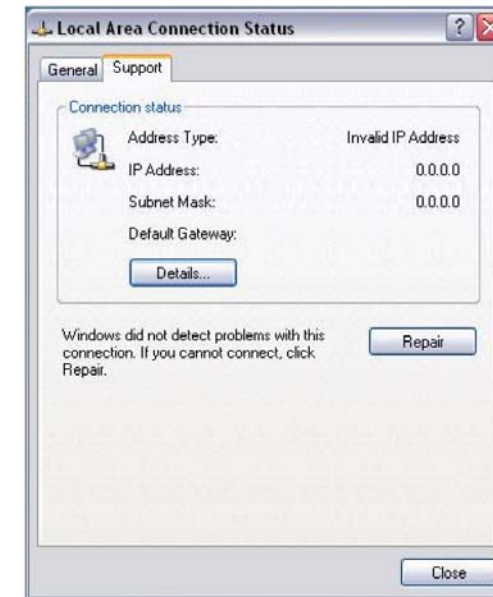 Local Area Connection Status
General Support
Connection status
Address Type: Invalid IP Address
IP Address: 0.0.0.0
Subnet Mask: 0.0.0.0
Default Gateway:
Details...
Windows did not detect problems with this
connection. If you cannot connect, click
Repair.
Repair
Close